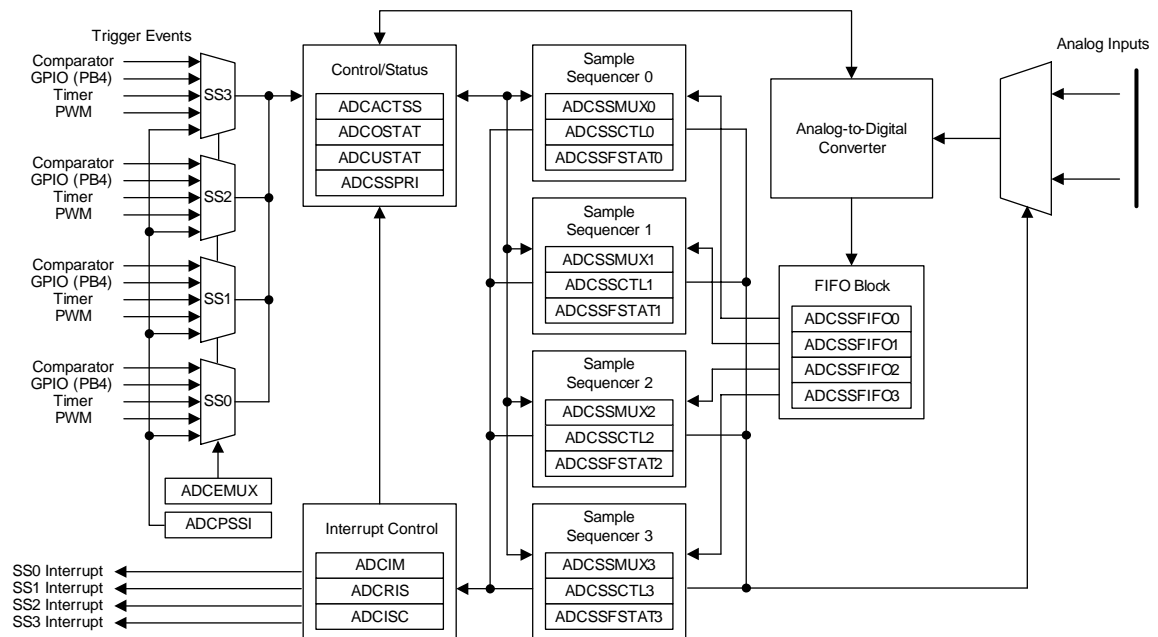 Trigger Events
Comparator
GPIO (PB4)
Timer
PWM
SS3
Comparator
GPIO (PB4)
Timer
PWM
SS2
Comparator
GPIO (PB4)
Timer
PWM
SS1
Comparator
GPIO (PB4)
Timer
PWM
SS0
ADCEMUX
ADCPSSI
Control/Status
ADCACTSS
ADCOSTAT
ADCUSTAT
ADCSSPRI
Interrupt Control
ADCIM
ADCRIS
ADCISC
SS0 Interrupt
SS1 Interrupt
SS2 Interrupt
SS3 Interrupt
Sample
Sequencer 0
ADCSSMUX0
ADCSSCTL0
ADCSSFSTAT0
Sample
Sequencer 1
ADCSSMUX1
ADCSSCTL1
ADCSSFSTAT1
Sample
Sequencer 2
ADCSSMUX2
ADCSSCTL2
ADCSSFSTAT2
Sample
Sequencer 3
ADCSSMUX3
ADCSSCTL3
ADCSSFSTAT3
Analog-to-Digital
Converter
FIFO Block
ADCSSFIFO0
ADCSSFIFO1
ADCSSFIFO2
ADCSSFIFO3
Analog Inputs